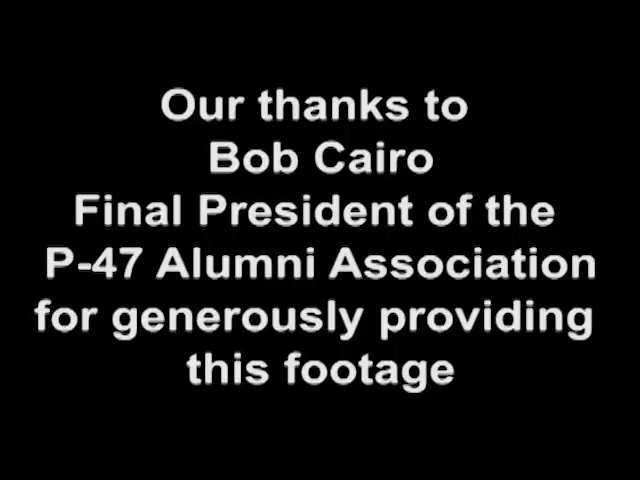 Our thanks to
Bob Cairo
Final President of the
P-47 Alumni Association
for generously providing
this footage